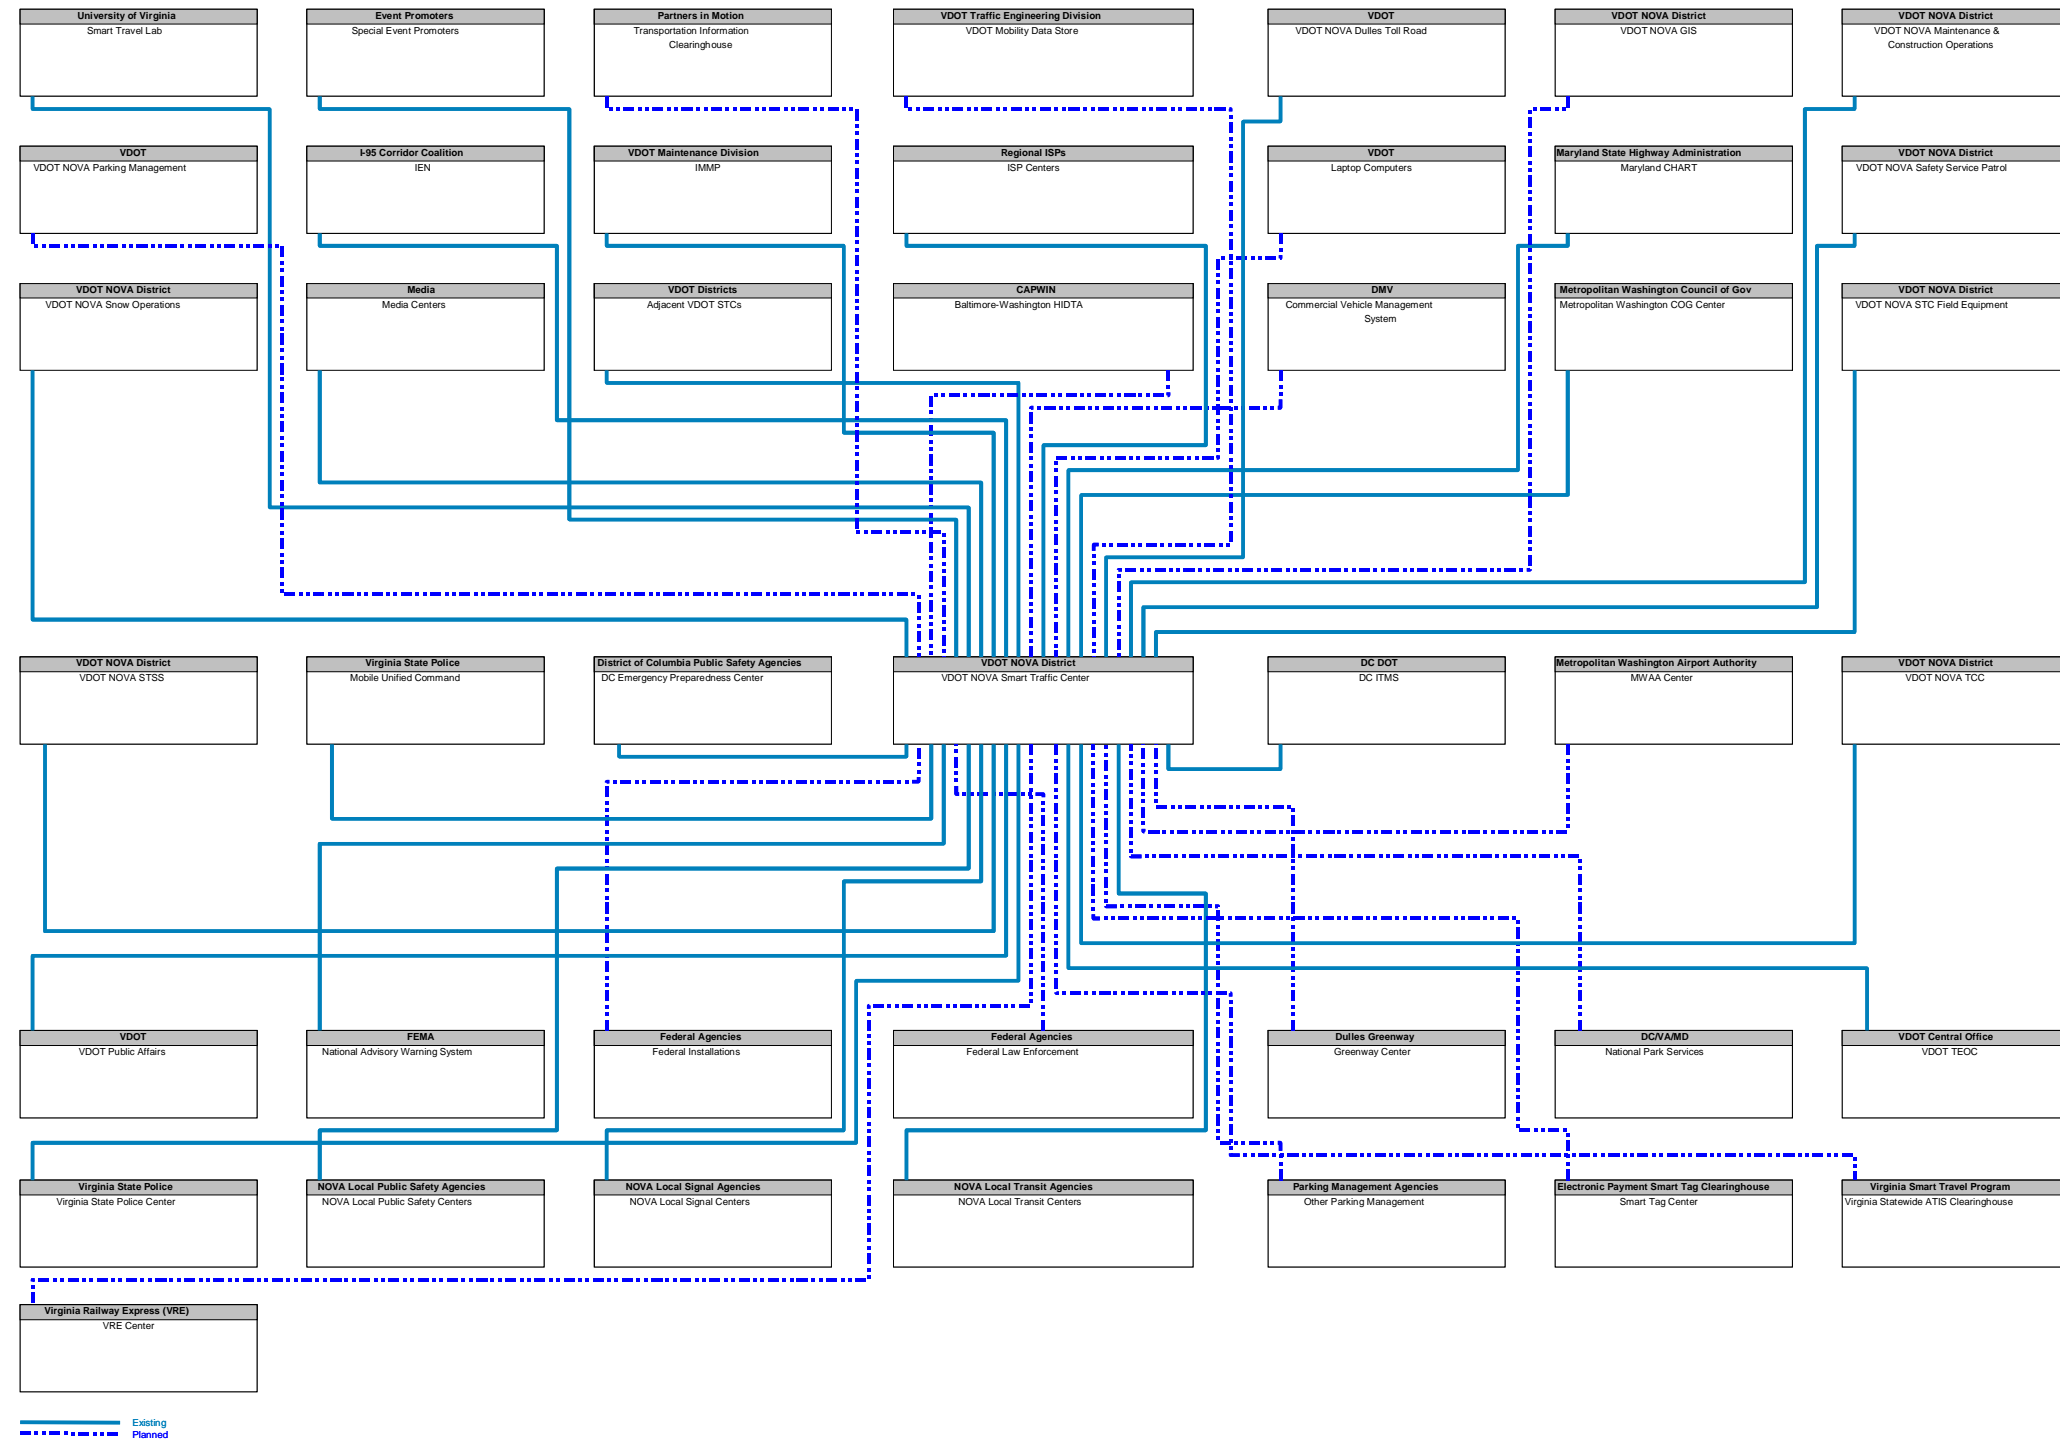 University of Virginia
Smart Travel Lab
Event Promoters
Special Event Promoters
Partners in Motion
Transportation Information
Clearinghouse
VDOT Traffic Engineering Division
VDOT Mobility Data Store
VDOT
VDOT NOVA Dulles Toll Road
VDOT NOVA District
VDOT NOVA GIS
VDOT NOVA District
VDOT NOVA Maintenance &
Construction Operations
VDOT
VDOT NOVA Parking Management
I-95 Corridor Coalition
IEN
VDOT Maintenance Division
IMMP
Regional ISPs
ISP Centers
VDOT
Laptop Computers
Maryland State Highway Administration
Maryland CHART
VDOT NOVA District
VDOT NOVA Safety Service Patrol
VDOT NOVA District
VDOT NOVA Snow Operations
Media
Media Centers
VDOT Districts
Adjacent VDOT STCs
CAPWIN
Baltimore-Washington HIDTA
DMV
Commercial Vehicle Management
System
Metropolitan Washington Council of Gov
Metropolitan Washington COG Center
VDOT NOVA District
VDOT NOVA STC Field Equipment
VDOT NOVA District
VDOT NOVA STSS
Virginia State Police
Mobile Unified Command
District of Columbia Public Safety Agencies
DC Emergency Preparedness Center
VDOT NOVA District
VDOT NOVA Smart Traffic Center
DC DOT
DC ITMS
Metropolitan Washington Airport Authority
MWAA Center
VDOT NOVA District
VDOT NOVA TCC
VDOT
VDOT Public Affairs
FEMA
National Advisory Warning System
Federal Agencies
Federal Installations
Federal Agencies
Federal Law Enforcement
Dulles Greenway
Greenway Center
DC/VA/MD
National Park Services
VDOT Central Office
VDOT TEOC
Virginia State Police
Virginia State Police Center
NOVA Local Public Safety Agencies
NOVA Local Public Safety Centers
NOVA Local Signal Agencies
NOVA Local Signal Centers
NOVA Local Transit Agencies
NOVA Local Transit Centers
Parking Management Agencies
Other Parking Management
Electronic Payment Smart Tag Clearinghouse
Smart Tag Center
Virginia Smart Travel Program
Virginia Statewide ATIS Clearinghouse
Virginia Railway Express (VRE)
VRE Center
Existing
Planned